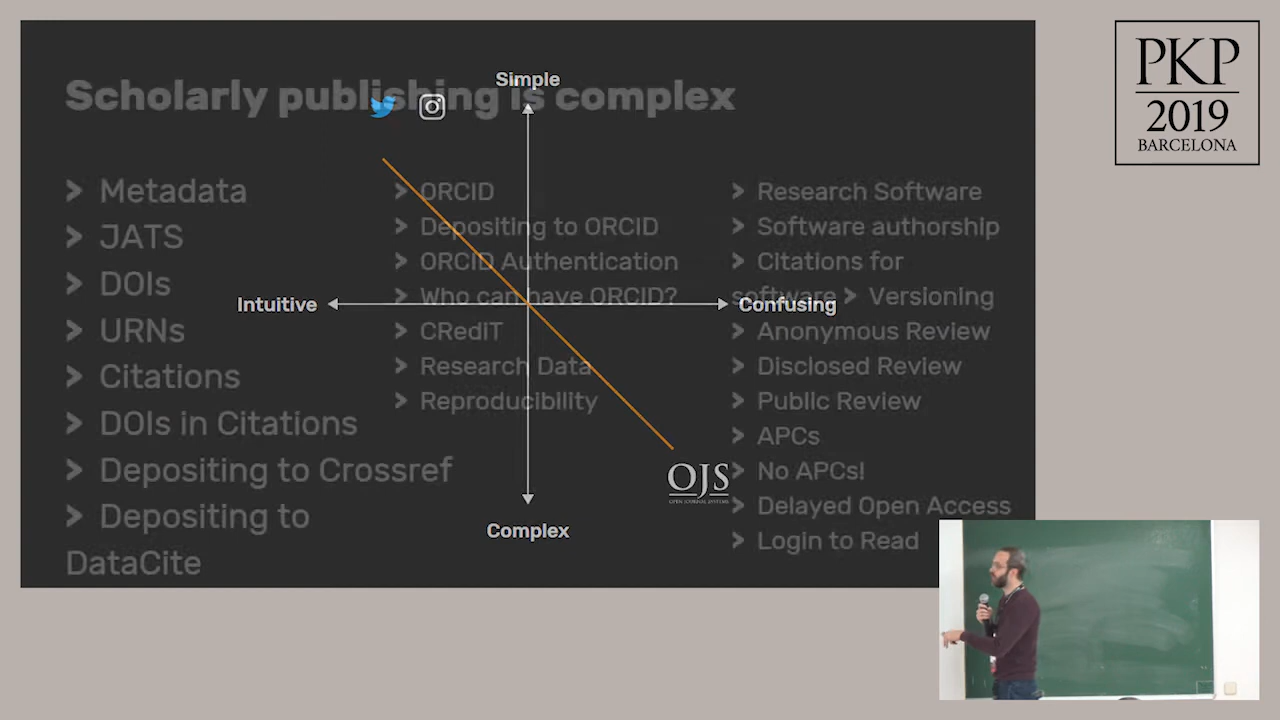 Scholarly publishing is complex
Simple
Intuitive
Confusing
Complex
> Metadata
> JATS
> DOIs
> URNs
> Citations
> DOIs in Citations
> Depositing to Crossref
> Depositing to
DataCite
> ORCID
> Depositing to ORCID
> ORCID Authentication
> Who can have ORCID?
> CRediT
> Research Data
> Reproducibility
> Research Software
> Software authorship
> Citations for
software > Versioning
> Anonymous Review
> Disclosed Review
> Public Review
> APCs
> No APCs!
> Delayed Open Access
> Login to Read
OJS
OPEN JOURNAL SYSTEMS
PKP
2019
BARCELONA